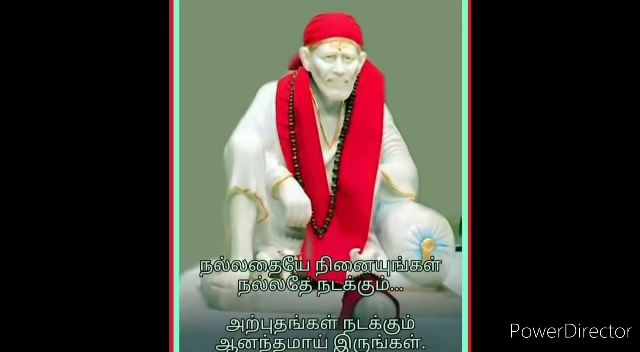 நல்லதையே நினையுங்கள்
நல்லதே நடக்கும்...
அற்புதங்கள் நடக்கும்
ஆனந்தமாய் இருங்கள்.
PowerDirector